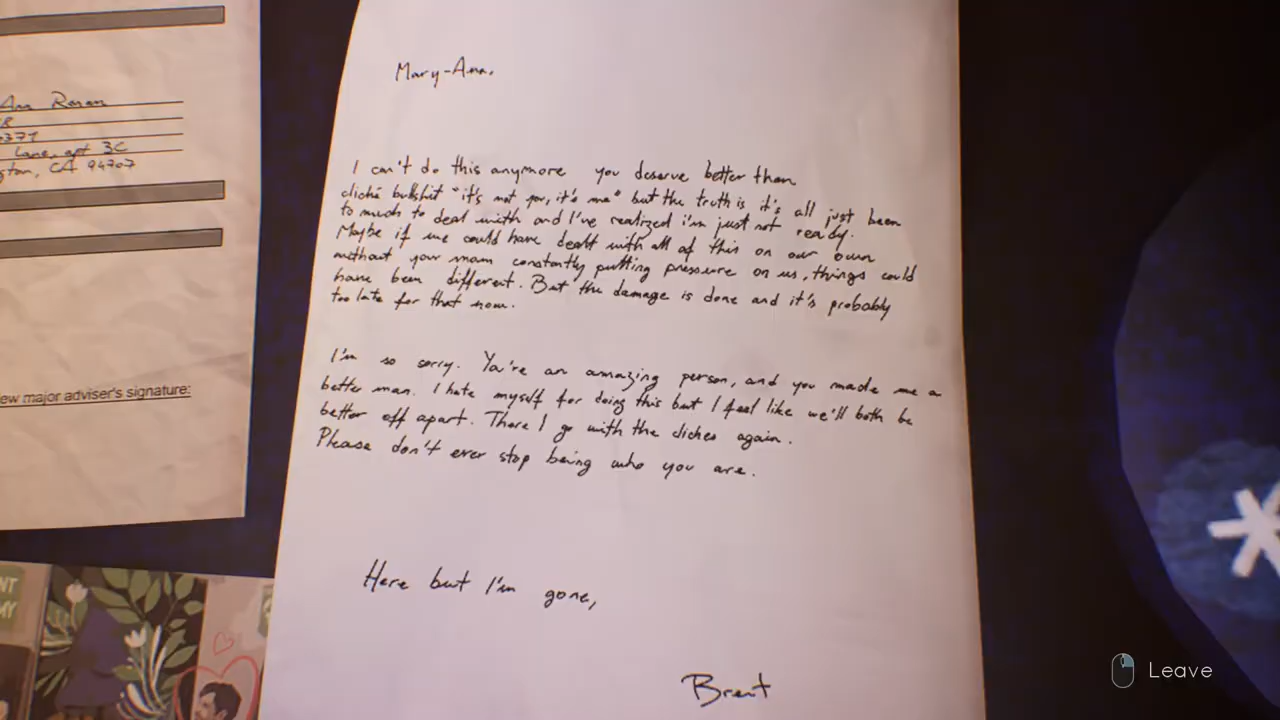 Ann Ronan
0371
Lane, apt 3C
gton, CA 94707
ew major adviser's signature:
NT
MY
Mary-Ann.
I can't do this anymore you deserve better than
cliché bullshit "it's not you, it's me" but the truth is it's all just been
to much to deal with and I've realized i'm just not ready.
Maybe if we could have dealt with all of this on our own
without your mom constantly putting pressure on us, things could
have been different. But the damage is done and it's probably
too late for that now.
I'm so sorry. You're an amazing person, and you made me a
better man. I hate myself for doing this but I feel like we'll both be
better off apart. There I go with the cliches again.
Please don't ever stop being who you are.
Here but I'm gone,
Brent
Leave